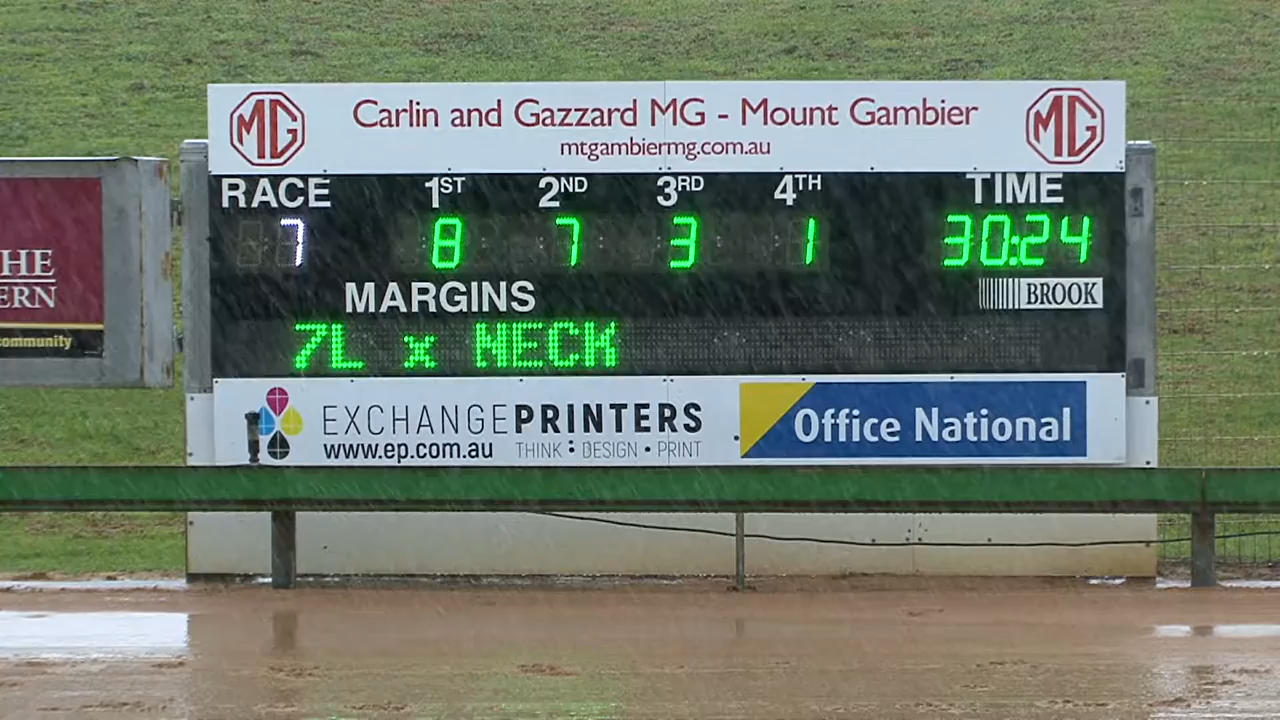 MG Carlin and Gazzard MG - Mount Gambier MG
mtgambiermg.com.au
RACE 1ST 2ND 3RD 4TH TIME
7 8 7 3 1 30:24
MARGINS
BROOK
7L x NECK
HE
ERN
community
EXCHANGEPRINTERS
www.ep.com.au THINK : DESIGN • PRINT
Office National